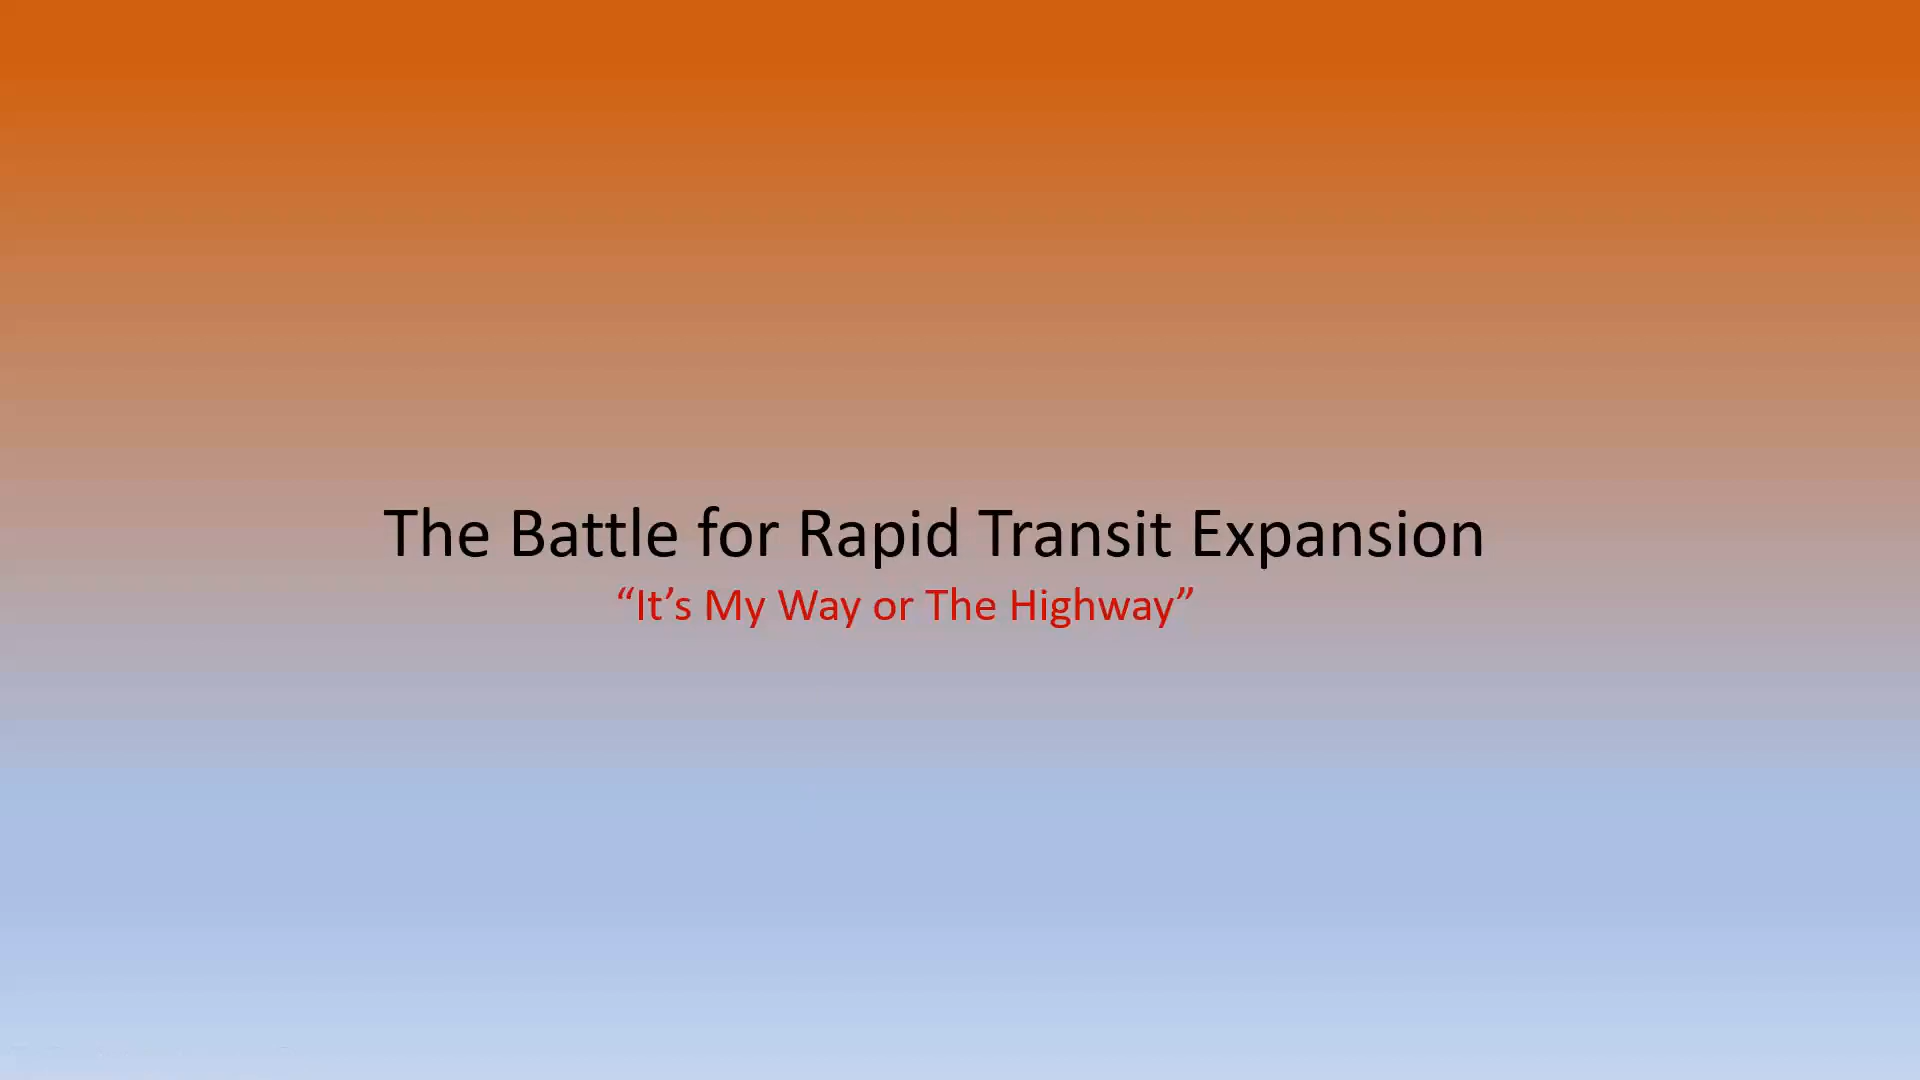 The Battle for Rapid Transit Expansion
“It’s My Way or The Highway”